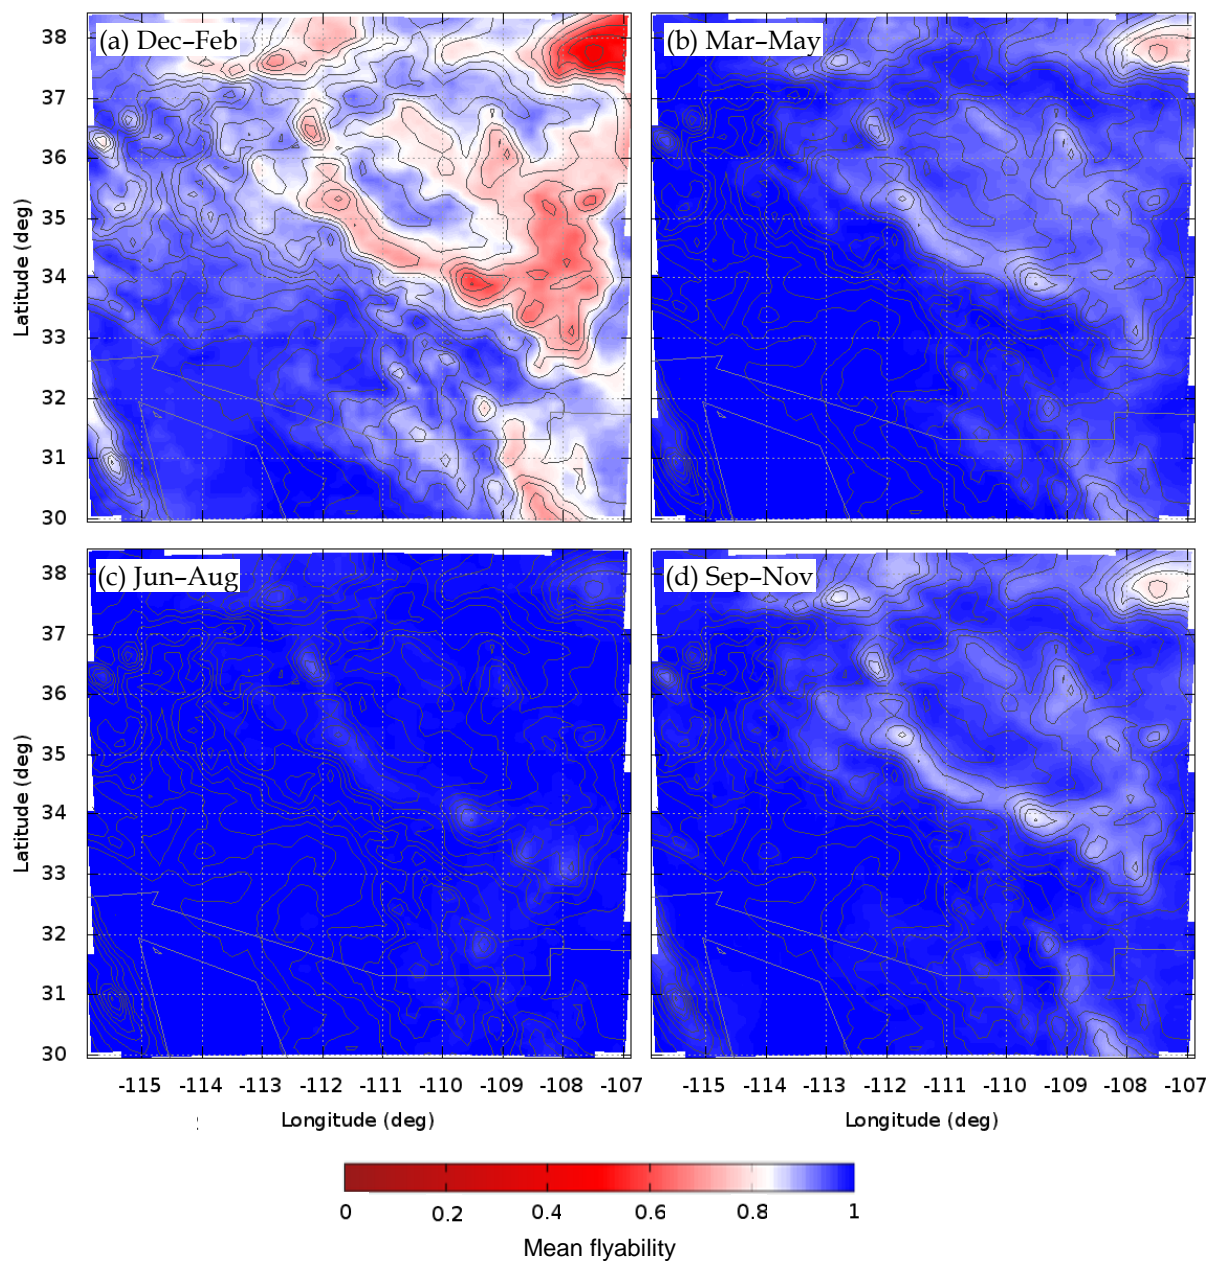 (a) Dec–Feb
(b) Mar–May
38
37
36
35
34
33
32
31
30
Latitude (deg)
(c) Jun–Aug
(d) Sep–Nov
38
37
36
35
34
33
32
31
30
Latitude (deg)
-115 -114 -113 -112 -111 -110 -109 -108 -107
-115 -114 -113 -112 -111 -110 -109 -108 -107
Longitude (deg)
Longitude (deg)
0 0.2 0.4 0.6 0.8 1
Mean flyability